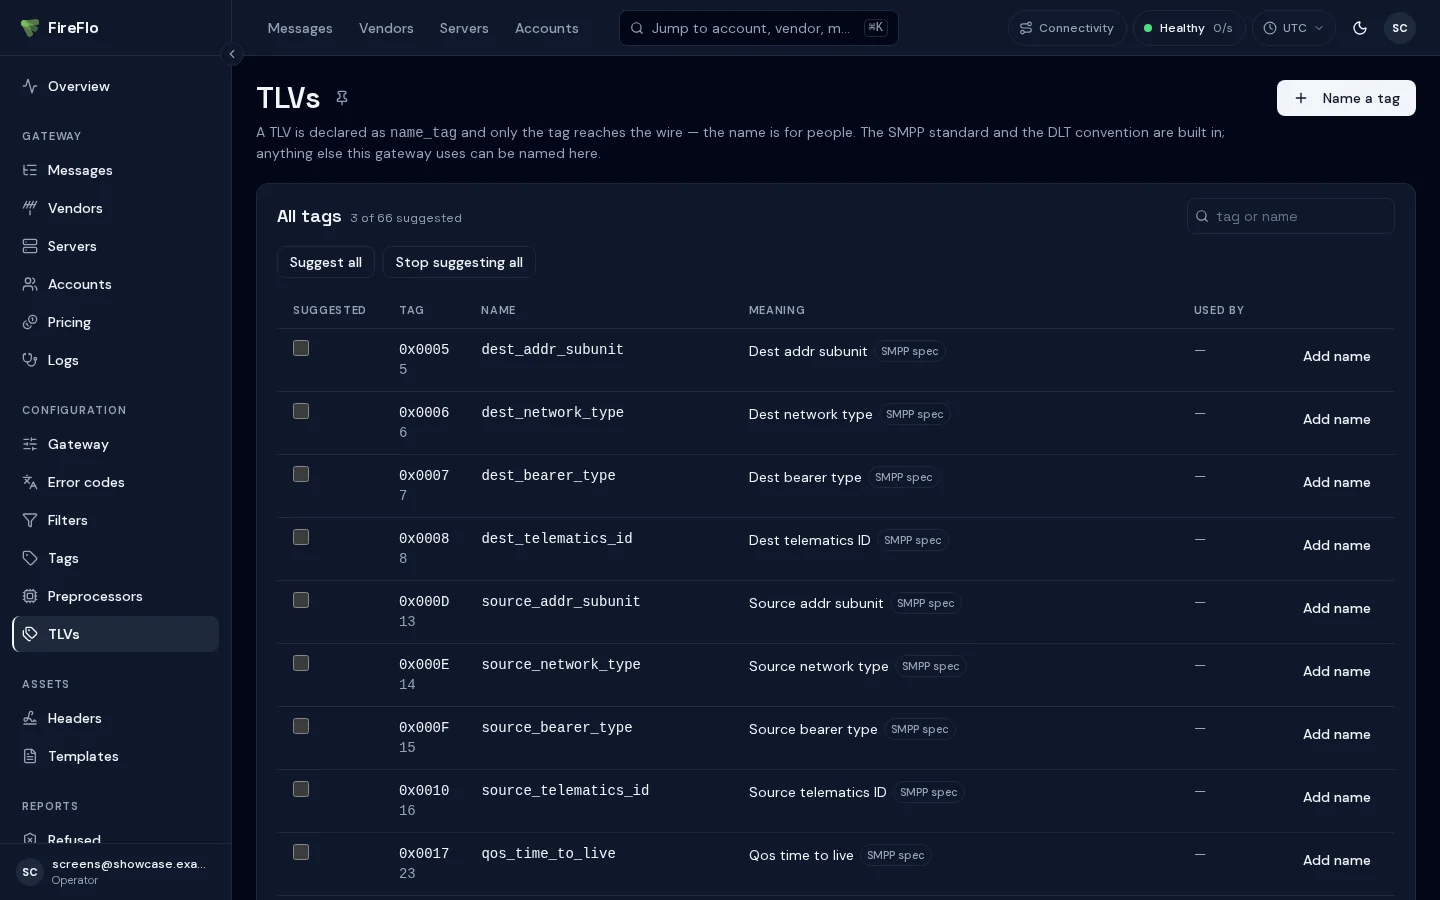 FireFlo
Messages Vendors Servers Accounts
Jump to account, vendor, m... ⌘K
Connectivity
Healthy 0/s
UTC
SC
Overview
GATEWAY
Messages
Vendors
Servers
Accounts
Pricing
Logs
CONFIGURATION
Gateway
Error codes
Filters
Tags
Preprocessors
TLVs
ASSETS
Headers
Templates
REPORTS
Refused
SC screens@showcase.exa...
Operator
TLVs
Name a tag
A TLV is declared as name_tag and only the tag reaches the wire — the name is for people. The SMPP standard and the DLT convention are built in;
anything else this gateway uses can be named here.
All tags 3 of 66 suggested
tag or name
Suggest all Stop suggesting all
SUGGESTED TAG NAME MEANING USED BY
0x0005 dest_addr_subunit Dest addr subunit SMPP spec — Add name
5
0x0006 dest_network_type Dest network type SMPP spec — Add name
6
0x0007 dest_bearer_type Dest bearer type SMPP spec — Add name
7
0x0008 dest_telematics_id Dest telematics ID SMPP spec — Add name
8
0x000D source_addr_subunit Source addr subunit SMPP spec — Add name
13
0x000E source_network_type Source network type SMPP spec — Add name
14
0x000F source_bearer_type Source bearer type SMPP spec — Add name
15
0x0010 source_telematics_id Source telematics ID SMPP spec — Add name
16
0x0017 qos_time_to_live Qos time to live SMPP spec — Add name
23